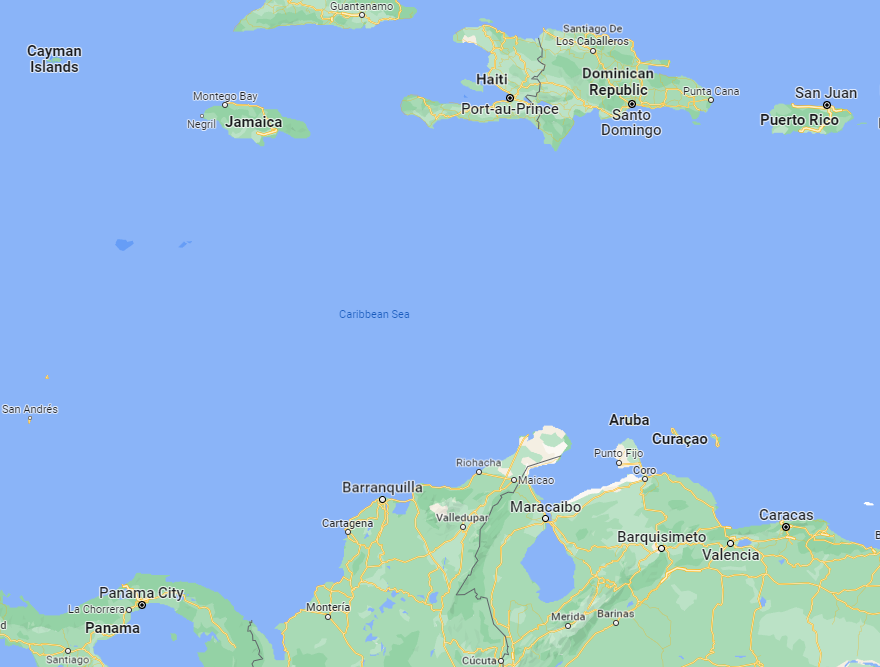 Guantanamo
Santiago De
Los Caballeros
Cayman
Islands
Haiti
Dominican
Republic
Punta Cana
San Juan
Montego Bay
Port-au-Prince
Santo
Domingo
Puerto Rico
Negril
Jamaica
Caribbean Sea
San Andrés
Aruba
Curaçao
Punto Fijo
Riohacha
Coro
Maicao
Barranquilla
Maracaibo
Valledupar
Cartagena
Caracas
Barquisimeto
Valencia
Panama City
La Chorrera
Montería
Merida
Barinas
Panama
Santiago
Cúcuta